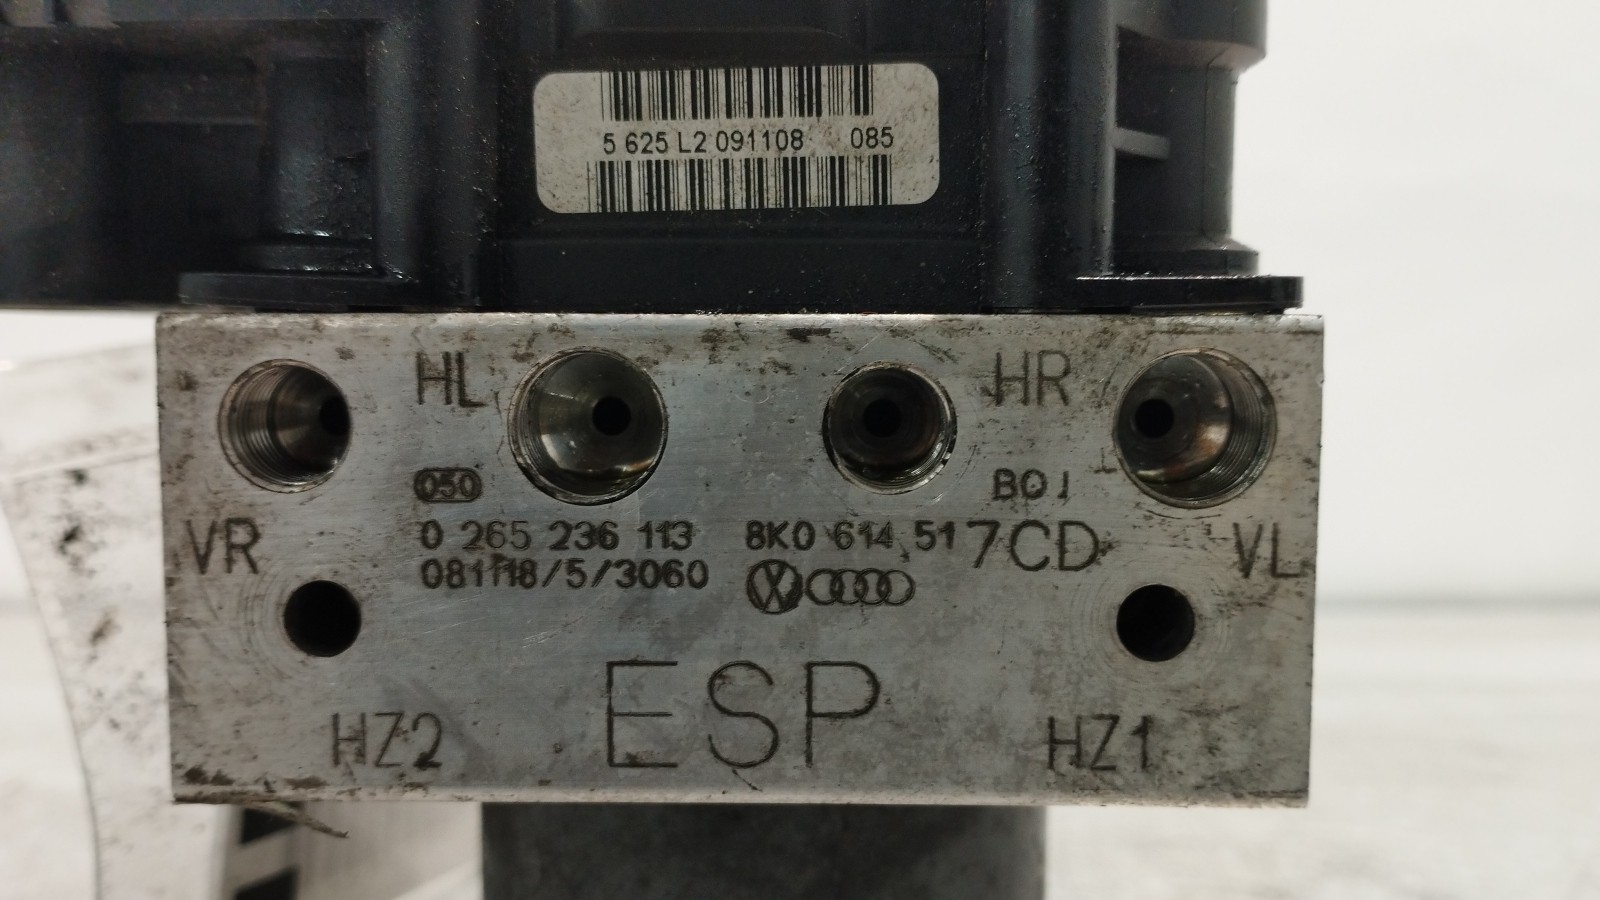 5 625 L2 091108 085
HL HR
050 B01
VR 0 265 236 113 8K0 614 517CD VL
081118/5/3060
HZ2 ESP HZ1